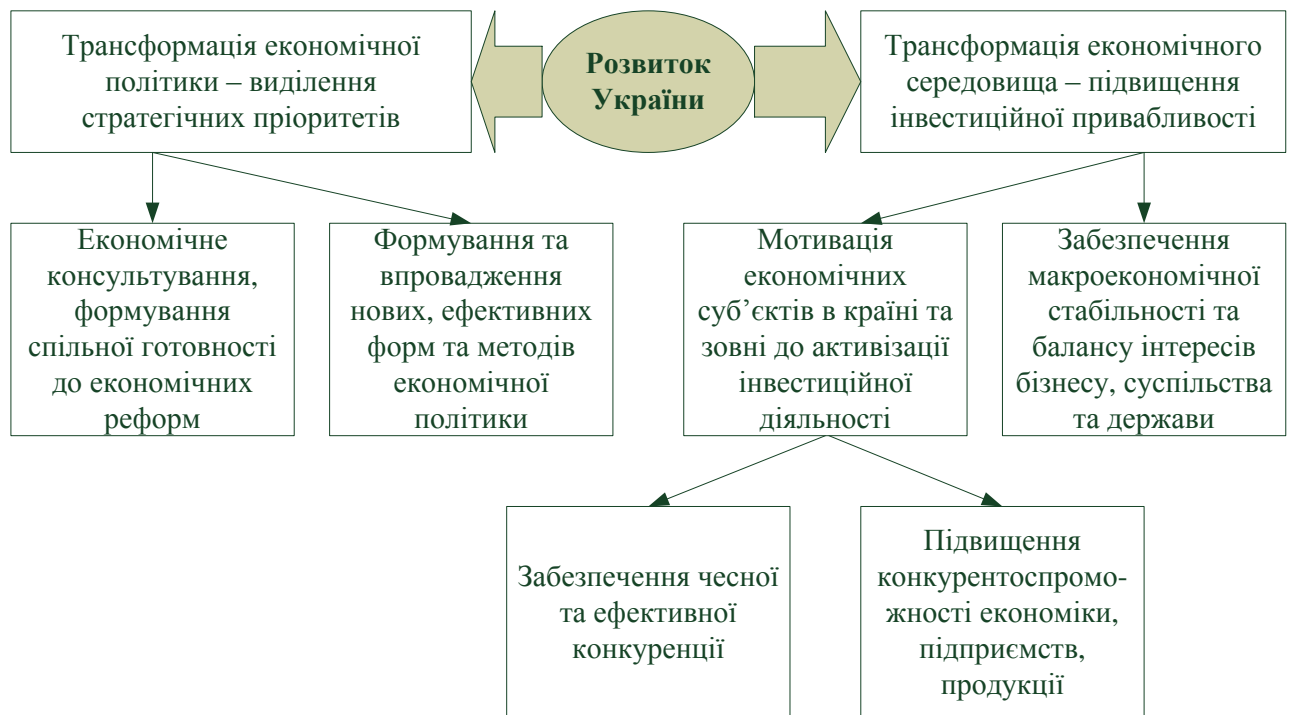 Трансформація економічної
політики – виділення
стратегічних пріоритетів
Розвиток
України
Трансформація економічного
середовища – підвищення
інвестиційної привабливості
Економічне
консультування,
формування
спільної готовності
до економічних
реформ
Формування та
впровадження
нових, ефективних
форм та методів
економічної
політики
Мотивація
економічних
суб’єктів в країні та
зовні до активізації
інвестиційної
діяльності
Забезпечення
макроекономічної
стабільності та
балансу інтересів
бізнесу, суспільства
та держави
Забезпечення чесної
та ефективної
конкуренції
Підвищення
конкурентоспромо-
жності економіки,
підприємств,
продукції